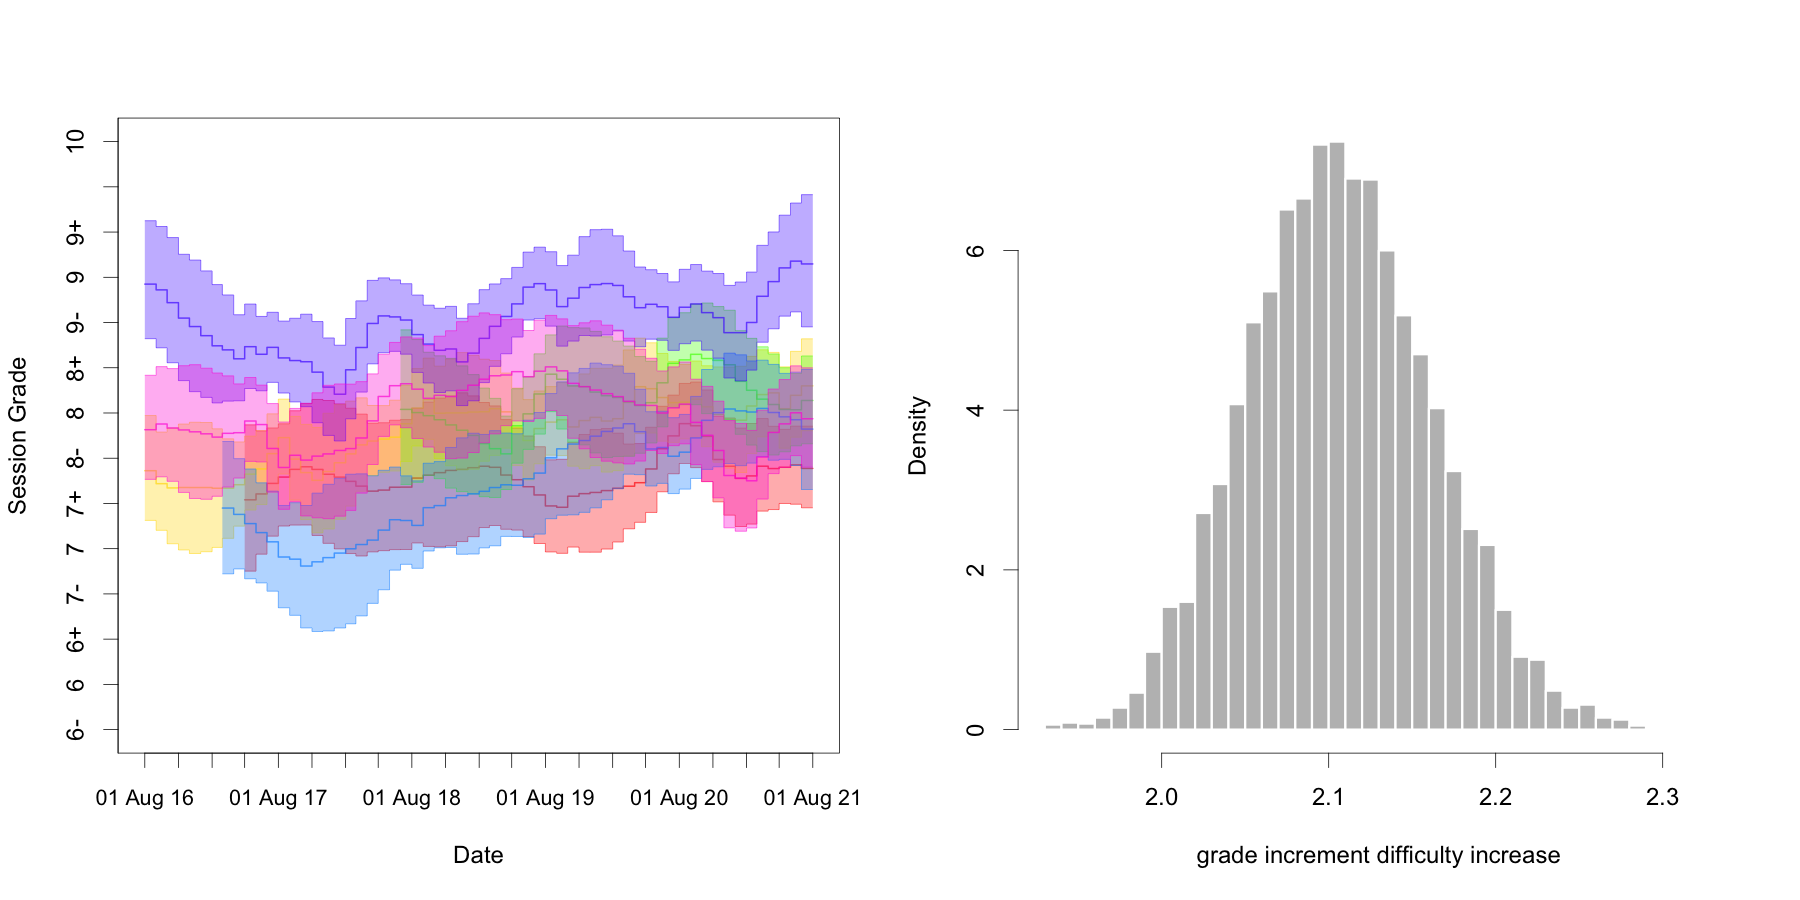 Session Grade
10
9+
9
9-
8+
8
8-
7+
7
7-
6+
6
6-
01 Aug 16 01 Aug 17 01 Aug 18 01 Aug 19 01 Aug 20 01 Aug 21
Date
Density
6
4
2
0
2.0 2.1 2.2 2.3
grade increment difficulty increase